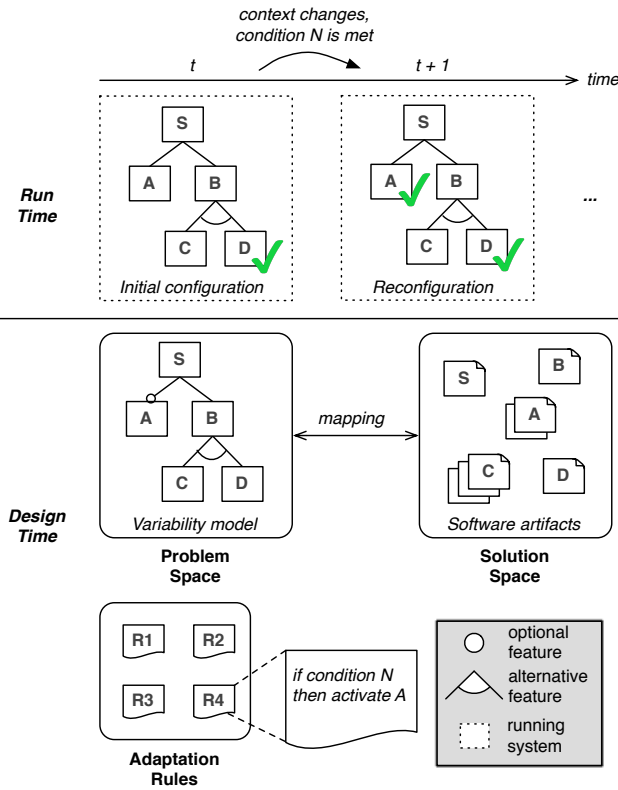 context changes,
condition N is met
t
t + 1
time
S
A
B
C
D
Initial configuration
S
A
B
C
D
Reconfiguration
...
Run
Time
S
A
B
C
D
Variability model
mapping
S
B
A
C
D
Software artifacts
Design
Time
Problem
Space
Solution
Space
R1
R2
R3
R4
if condition N
then activate A
Adaptation
Rules
optional
feature
alternative
feature
running
system